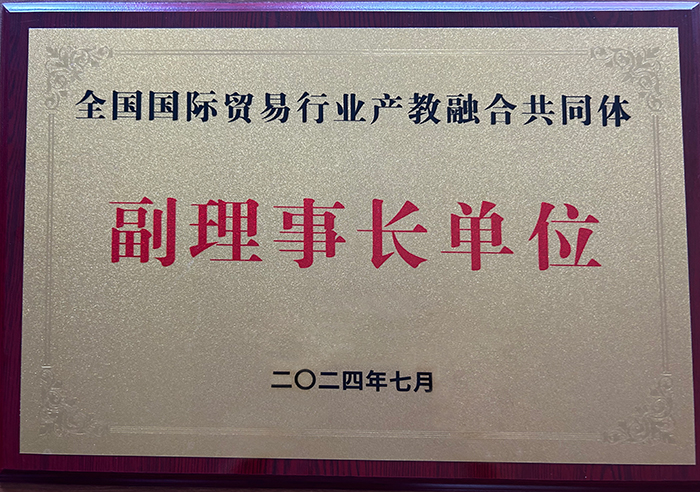 全国国际贸易行业产教融合共同体
副理事长单位
二〇二四年七月